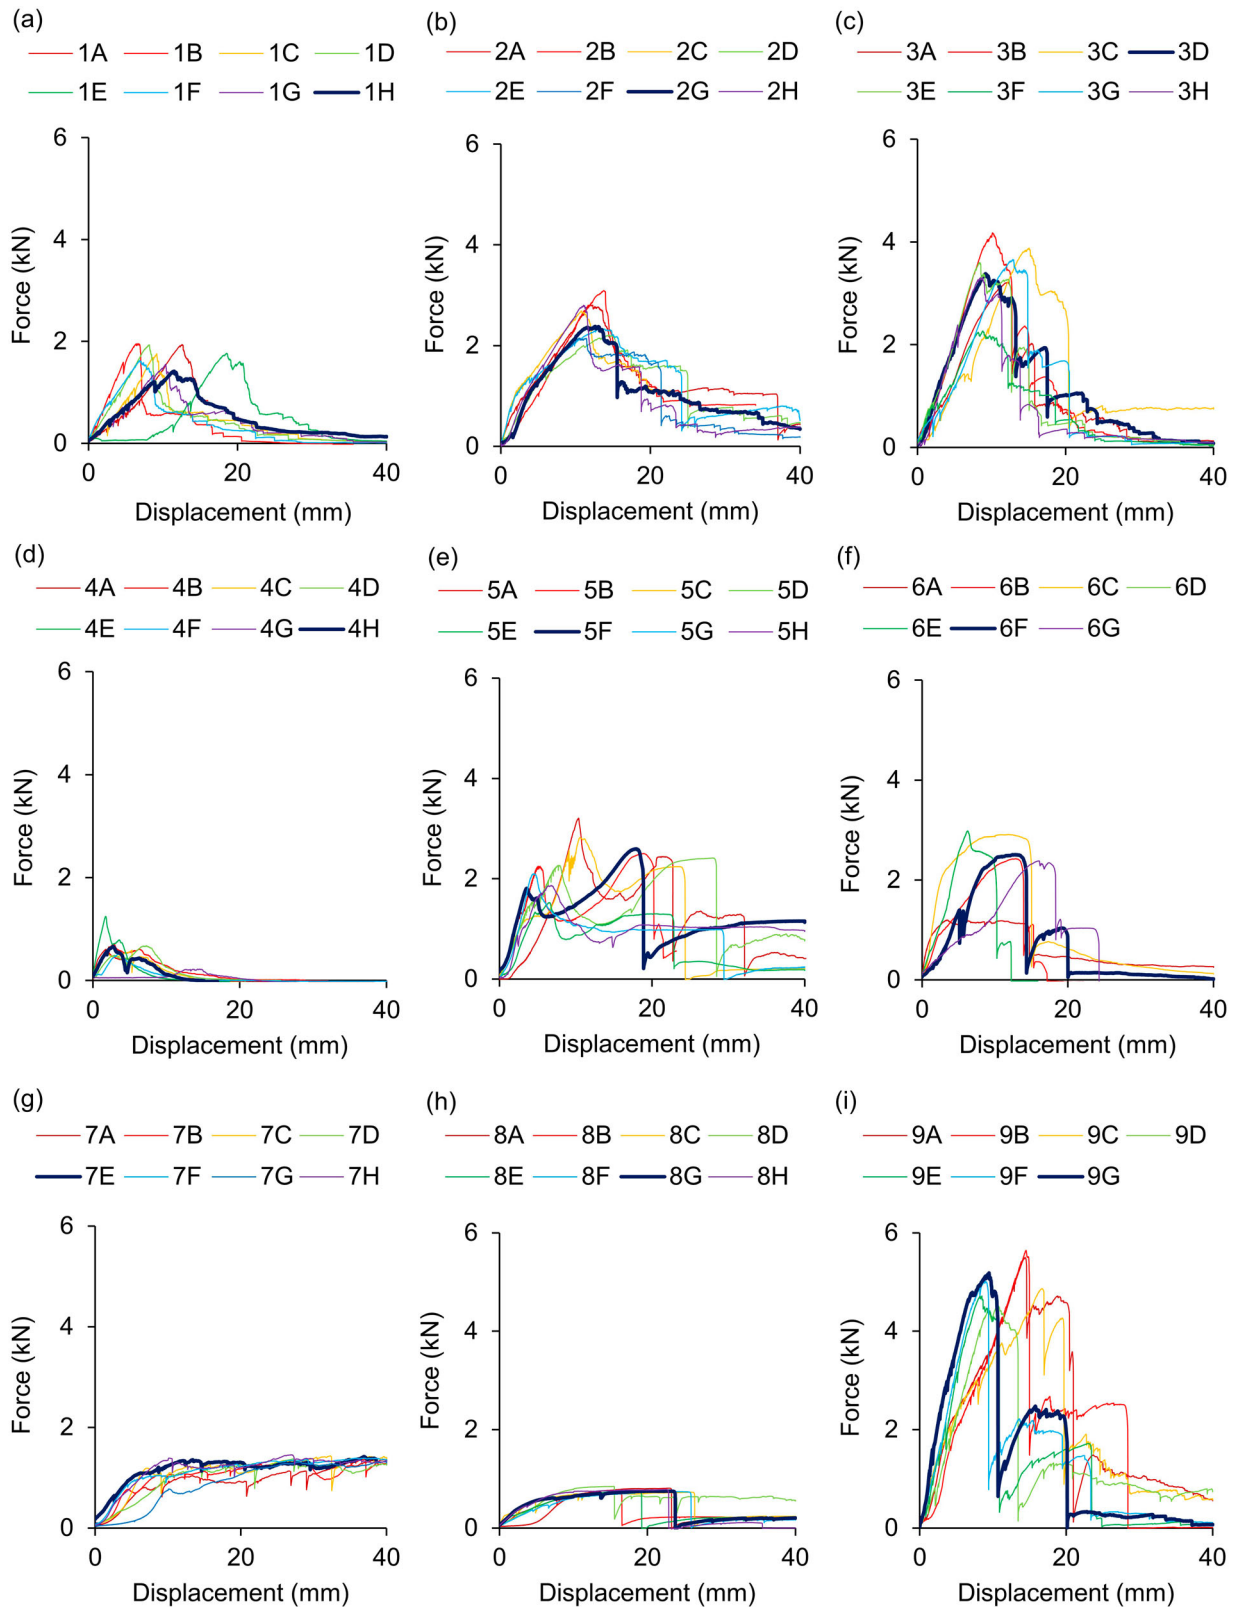 (a)
1A 1B 1C 1D
1E 1F 1G 1H
6
4
2
0
Force (kN)
0 20 40
Displacement (mm)
(b)
2A 2B 2C 2D
2E 2F 2G 2H
6
4
2
0
Force (kN)
0 20 40
Displacement (mm)
(c)
3A 3B 3C 3D
3E 3F 3G 3H
6
4
2
0
Force (kN)
0 20 40
Displacement (mm)
(d)
4A 4B 4C 4D
4E 4F 4G 4H
6
4
2
0
Force (kN)
0 20 40
Displacement (mm)
(e)
5A 5B 5C 5D
5E 5F 5G 5H
6
4
2
0
Force (kN)
0 20 40
Displacement (mm)
(f)
6A 6B 6C 6D
6E 6F 6G
6
4
2
0
Force (kN)
0 20 40
Displacement (mm)
(g)
7A 7B 7C 7D
7E 7F 7G 7H
6
4
2
0
Force (kN)
0 20 40
Displacement (mm)
(h)
8A 8B 8C 8D
8E 8F 8G 8H
6
4
2
0
Force (kN)
0 20 40
Displacement (mm)
(i)
9A 9B 9C 9D
9E 9F 9G
6
4
2
0
Force (kN)
0 20 40
Displacement (mm)